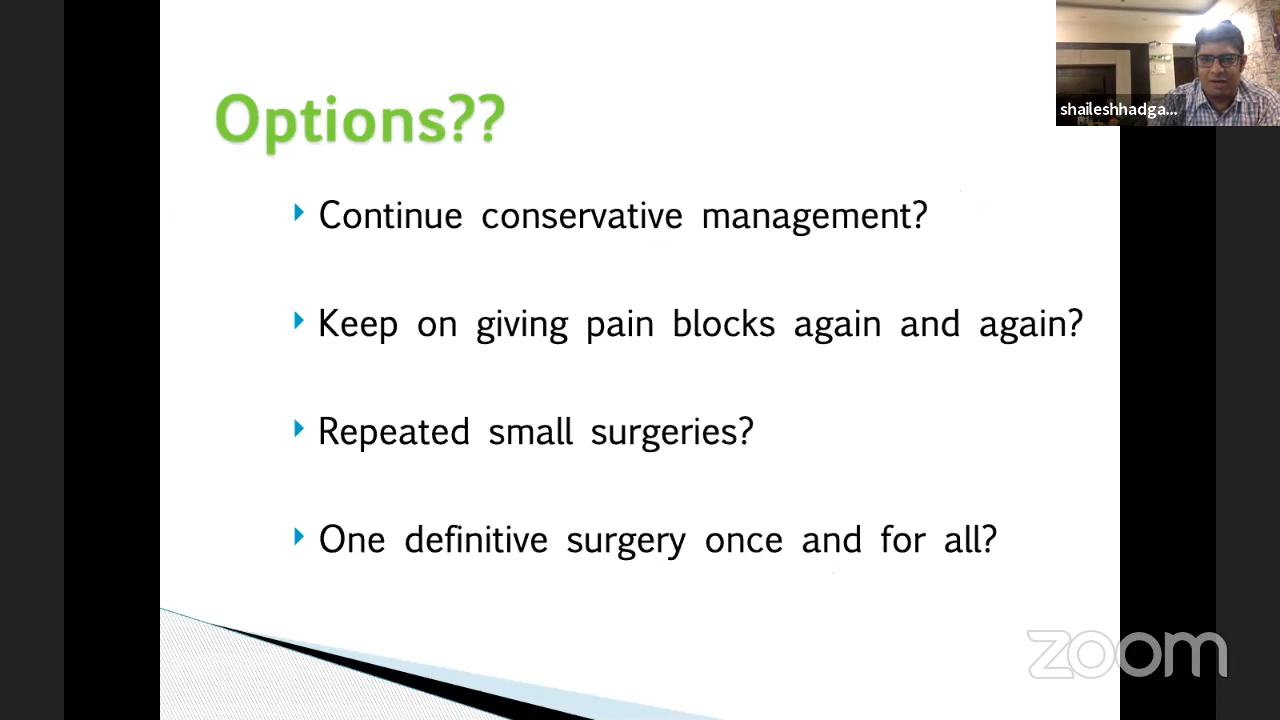 Options??
shaileshhadga...
Continue conservative management?
Keep on giving pain blocks again and again?
Repeated small surgeries?
One definitive surgery once and for all?
zoom